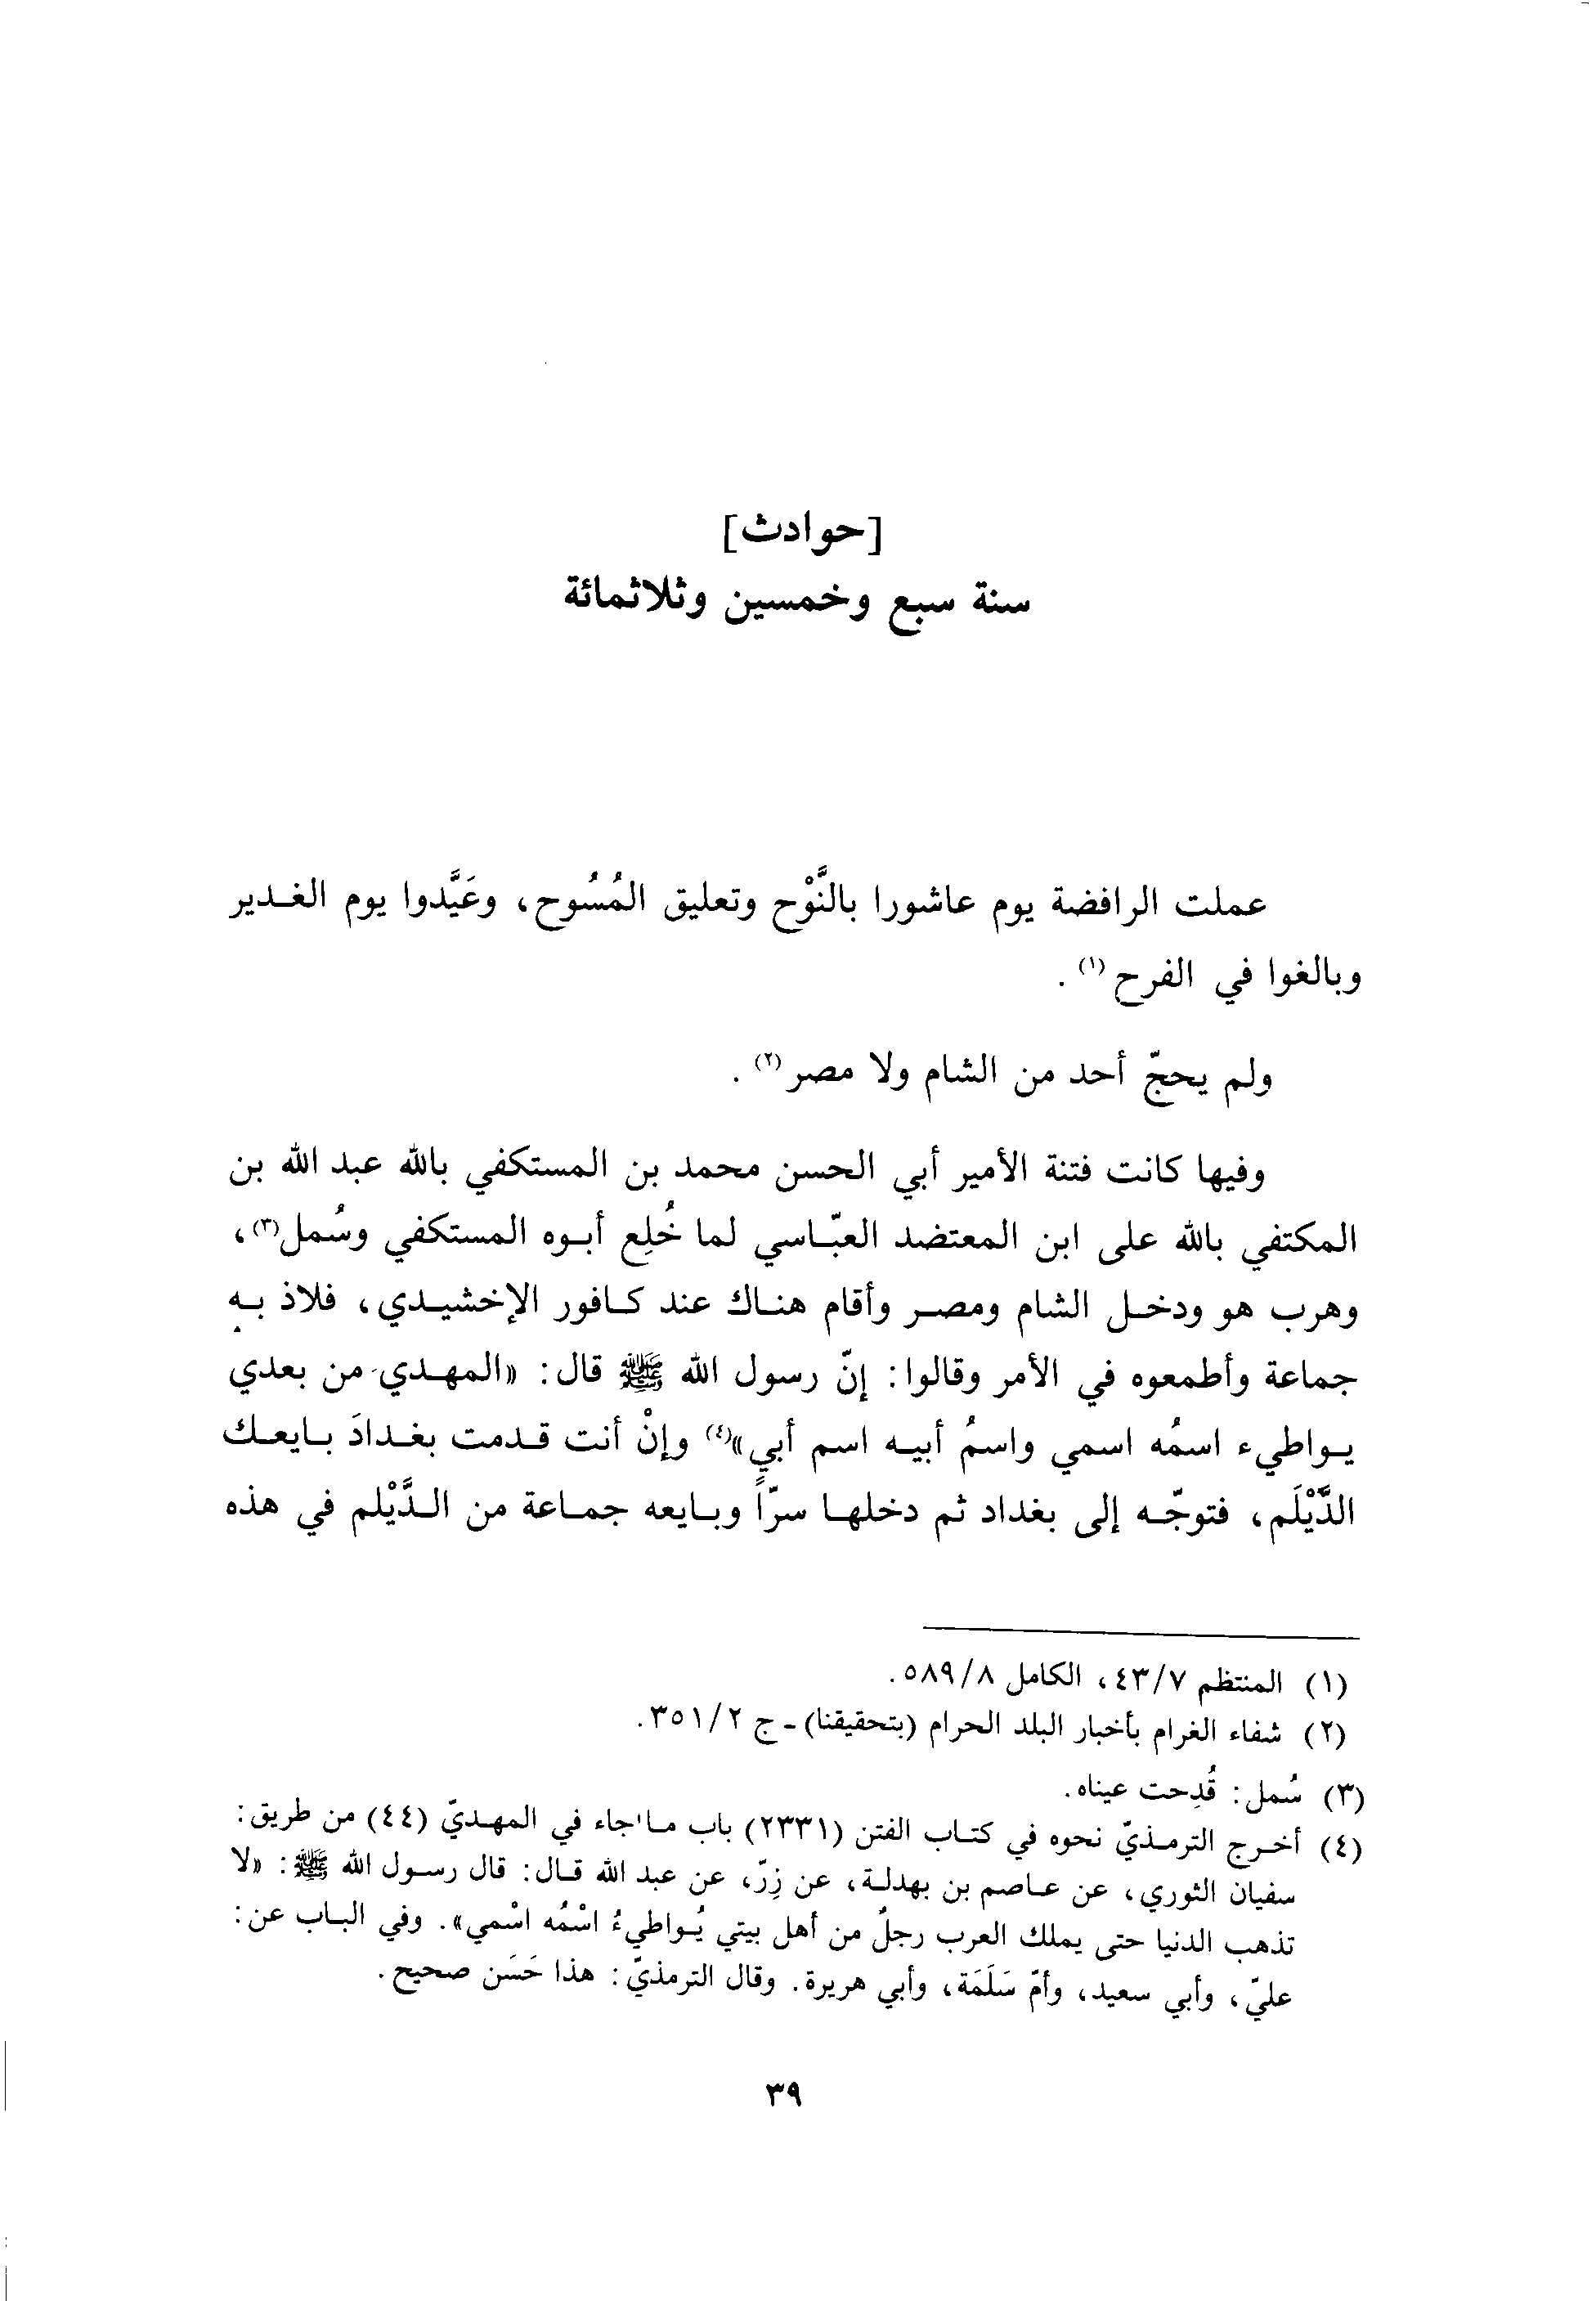 [حوادث]
سنة سبع وخمسين وثلاثمائة
عملت الرافضة يوم عاشورا بالنَّوْح وتعليق المُسُوح، وعَيَّدوا يوم الغدير
وبالغوا في الفرح(١).
ولم يحجّ أحد من الشام ولا مصر(٢).
وفيها كانت فتنة الأمير أبي الحسن محمد بن المستكفي بالله عبد الله بن
المكتفي بالله على ابن المعتضد العبّاسي لما خُلِع أبوه المستكفي وسُمل(٣)،
وهرب هو ودخل الشام ومصر وأقام هناك عند كافور الإخشيدي، فلاذ به
جماعة وأطمعوه في الأمر وقالوا: إنّ رسول الله ﷺ قال: «المهدي من بعدي
يواطيء اسمُه اسمي واسمُ أبيه اسم أبي»(٤) وإنْ أنت قدمت بغدادَ بايعك
الدَّيْلَم، فتوجّه إلى بغداد ثم دخلها سرّاً وبايعه جماعة من الدَّيْلم في هذه
(١) المنتظم ٤٣/٧، الكامل ٥٨٩/٨.
(٢) شفاء الغرام بأخبار البلد الحرام (بتحقيقنا) - ج ٣٥١/٢.
(٣) سُمل: قُدِحت عيناه.
(٤) أخرج الترمذيّ نحوه في كتاب الفتن (٢٣٣١) باب ما جاء في المهديّ (٤٤) من طريق:
سفيان الثوري، عن عاصم بن بهدلة، عن زِرّ، عن عبد الله قال: قال رسول الله ﷺ: «لا
تذهب الدنيا حتى يملك العرب رجلٌ من أهل بيتي يُواطيءُ اسْمُه اسْمي». وفي الباب عن:
عليّ، وأبي سعيد، وأمّ سَلَمَة، وأبي هريرة. وقال الترمذيّ: هذا حَسَن صحيح.
٣٩